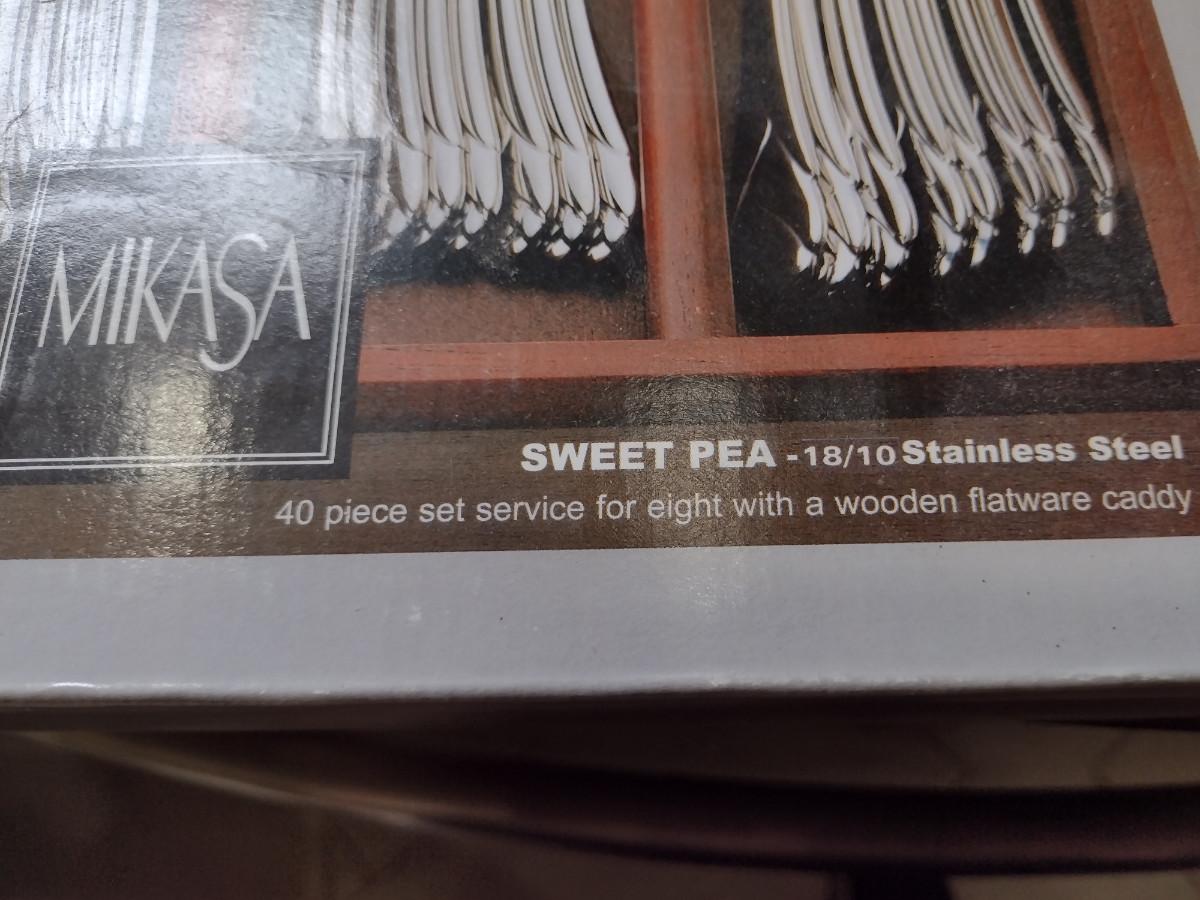 MIKASA
SWEET PEA - 18/10 Stainless Steel
40 piece set service for eight with a wooden flatware caddy